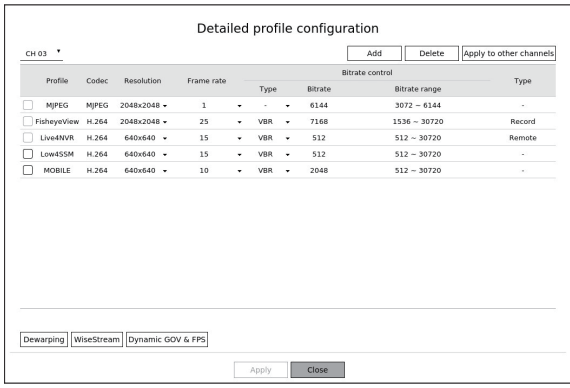 Detailed profile configuration
CH 03 Add Delete Apply to other channels
Profile Codec Resolution Frame rate Bitrate control Type
Type Bitrate Bitrate range
MJPEG MJPEG 2048x2048 1 - 6144 3072 ~ 6144 -
FisheyeView H.264 2048x2048 25 VBR 7168 1536 ~ 30720 Record
Live4NVR H.264 640x640 15 VBR 512 512 ~ 30720 Remote
Low4SSM H.264 640x640 15 VBR 512 512 ~ 30720 -
MOBILE H.264 640x640 10 VBR 2048 512 ~ 30720 -
Dewarping WiseStream Dynamic GOV & FPS
Apply Close